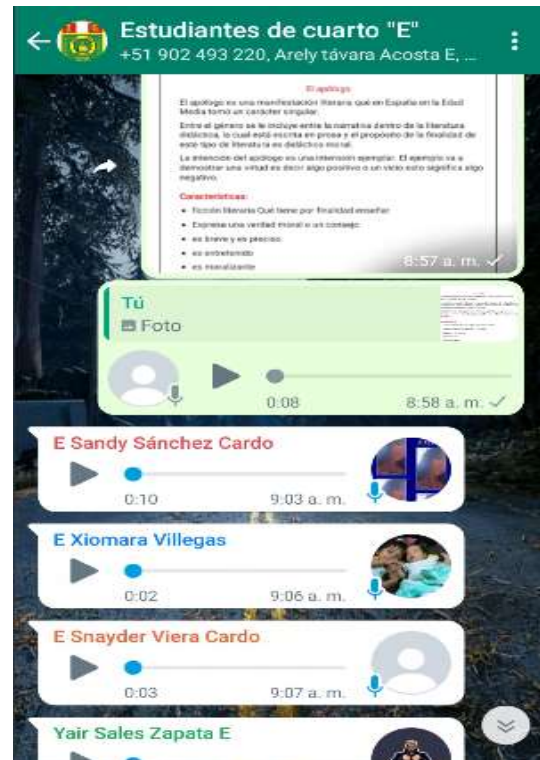 Estudiantes de cuarto "E"
+51 902 493 220, Arely távara Acosta E, ...
El apólogo
El apólogo es una manifestación literaria que en España en la Edad
Media tomó un carácter singular.
Entre el género se le incluye entre la narrativa dentro de la literatura
didáctica, la cual está escrita en prosa y el propósito de la finalidad de
este tipo de literatura es didáctico moral.
La intención del apólogo es una intensión ejemplar. El ejemplo va a
demostrar una virtud es decir algo positivo o un vicio esto significa algo
negativo.
Características:
• ficción literaria Qué tiene por finalidad enseñar
• Expresa una verdad moral o un consejo
• es breve y es preciso
• es entretenido
• es moralizante
8:57 a. m.
Tú
Foto
0:08 8:58 a. m.
E Sandy Sánchez Cardo
0:10 9:03 a. m.
E Xiomara Villegas
0:02 9:06 a. m.
E Snayder Viera Cardo
0:03 9:07 a. m.
Yair Sales Zapata E